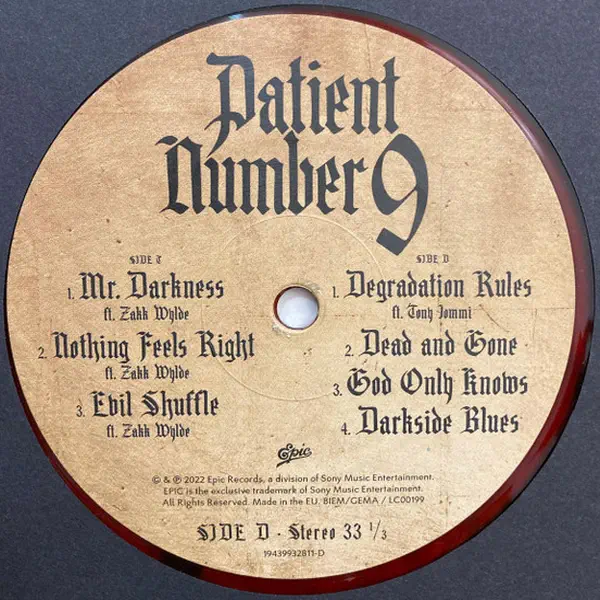 Patient
Number 9
SIDE C
1. Mr. Darkness
ft. Zakk Wylde
2. Nothing Feels Right
ft. Zakk Wylde
3. Evil Shuffle
ft. Zakk Wylde
SIDE D
1. Degradation Rules
ft. Tony Iommi
2. Dead and Gone
3. God Only Knows
4. Darkside Blues
Epic
© & ℗ 2022 Epic Records, a division of Sony Music Entertainment.
EPIC is the exclusive trademark of Sony Music Entertainment.
All Rights Reserved. Made in the EU. BIEM/GEMA / LC00199
SIDE D · Stereo 33 1/3
19439932811-D